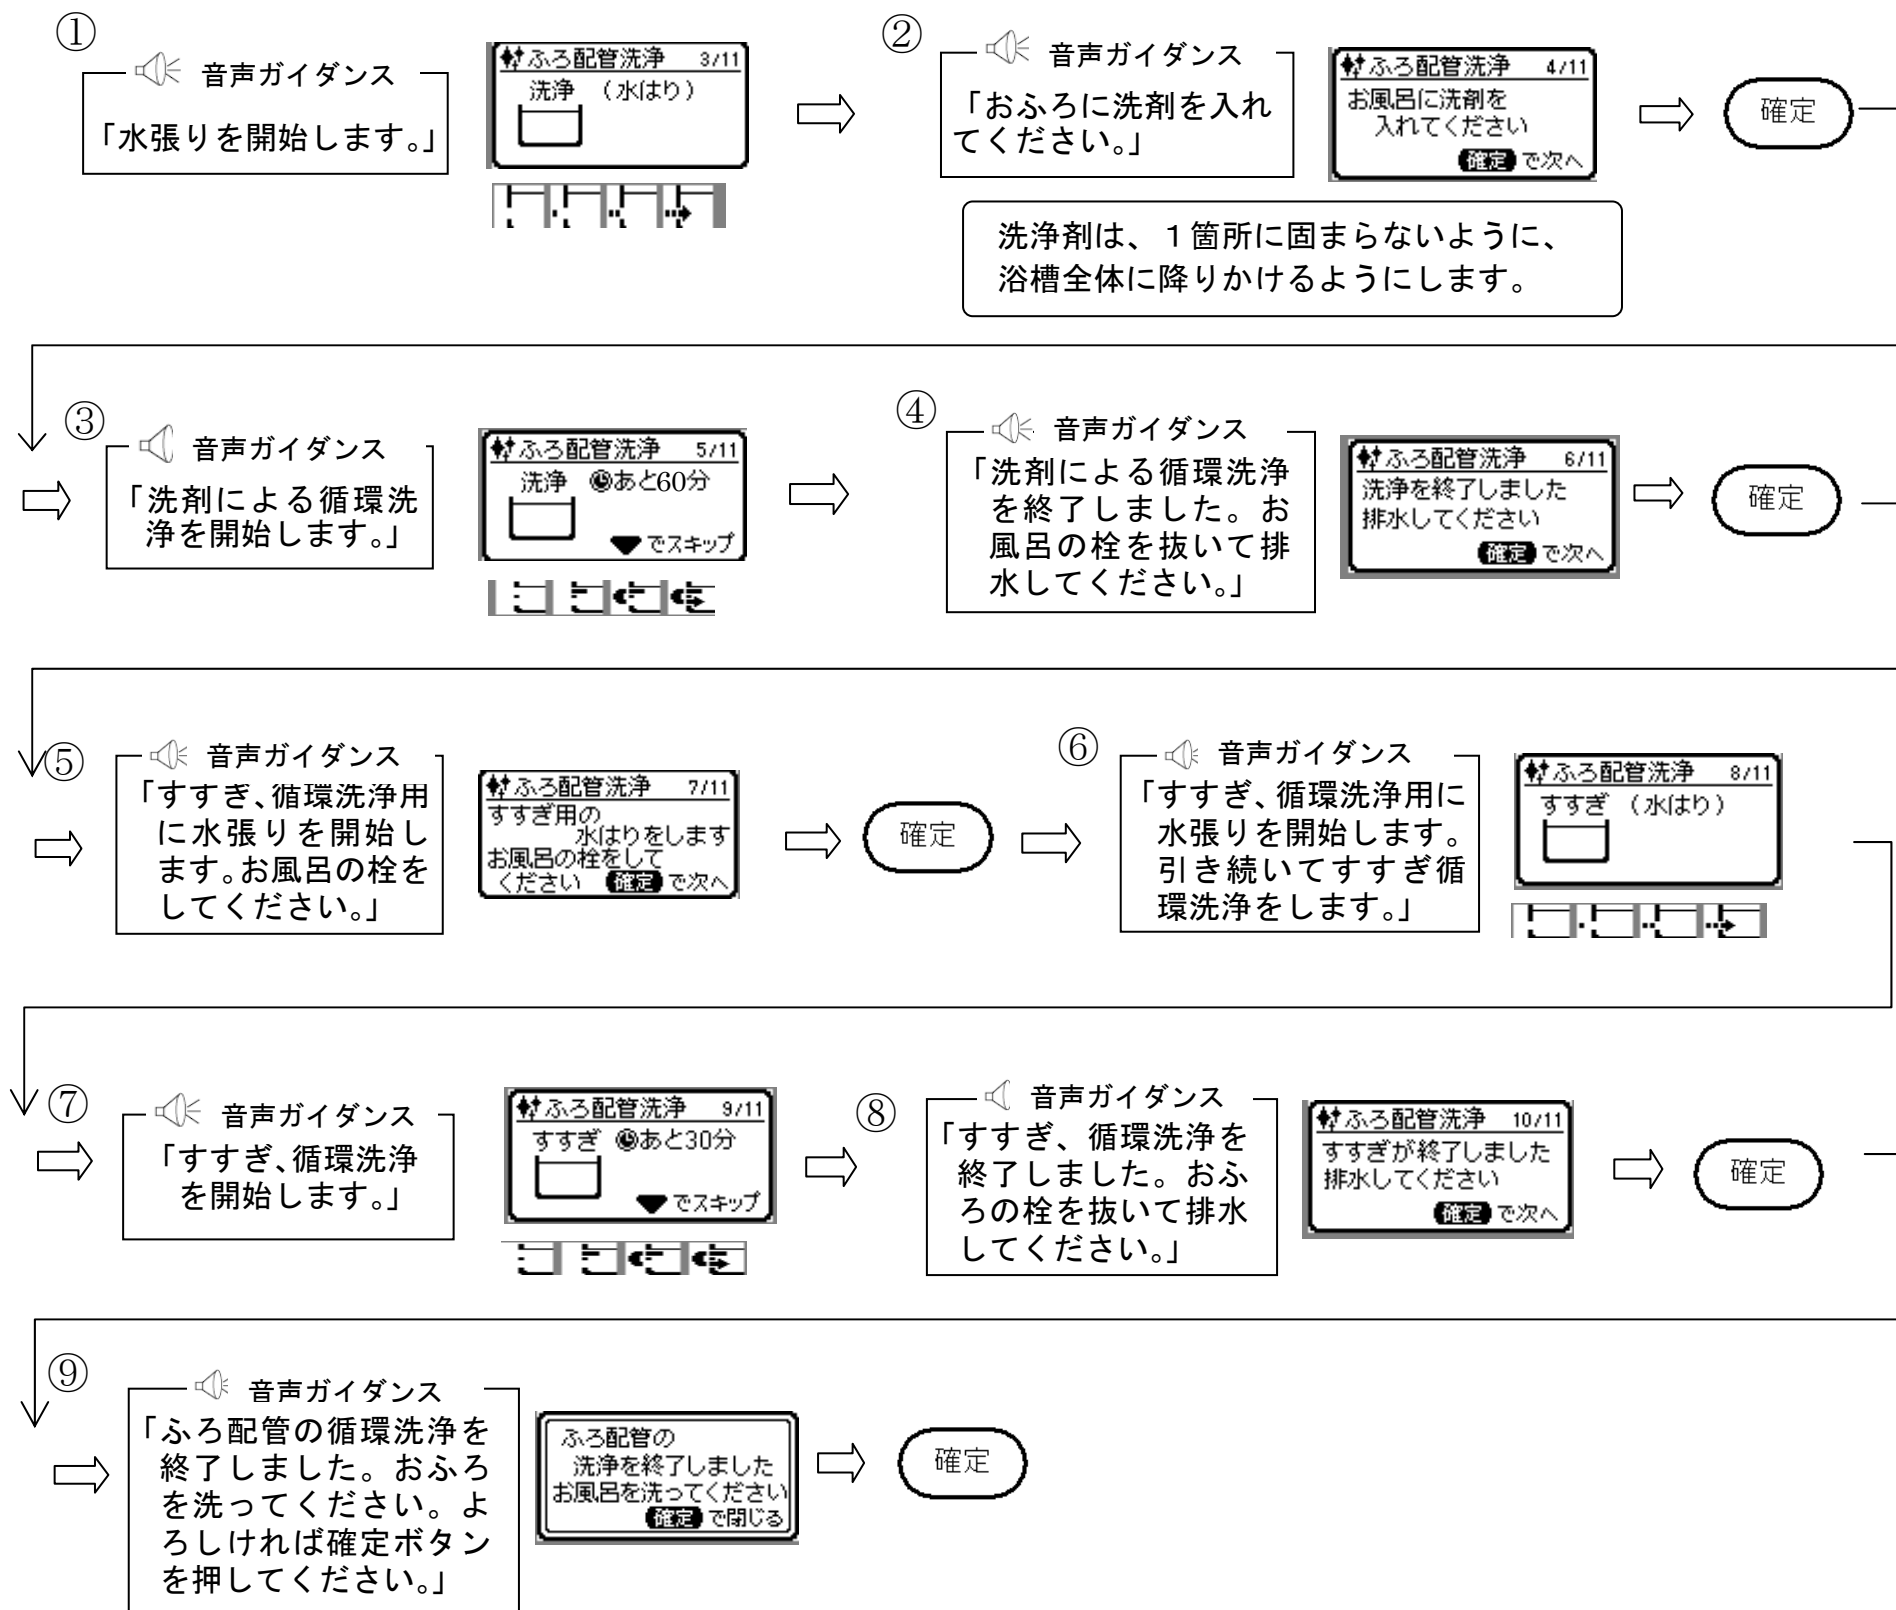 ①
音声ガイダンス
「水張りを開始します。」
ふろ配管洗浄 3/11
洗浄 (水はり)
②
音声ガイダンス
「おふろに洗剤を入れ
てください。」
ふろ配管洗浄 4/11
お風呂に洗剤を
入れてください
確定 で次へ
確定
洗浄剤は、１箇所に固まらないように、
浴槽全体に降りかけるようにします。
③
音声ガイダンス
「洗剤による循環洗
浄を開始します。」
ふろ配管洗浄 5/11
洗浄 あと60分
▼でスキップ
④
音声ガイダンス
「洗剤による循環洗浄
を終了しました。お
風呂の栓を抜いて排
水してください。」
ふろ配管洗浄 6/11
洗浄を終了しました
排水してください
確定 で次へ
確定
⑤
音声ガイダンス
「すすぎ、循環洗浄用
に水張りを開始し
ます。お風呂の栓を
してください。」
ふろ配管洗浄 7/11
すすぎ用の
水はりをします
お風呂の栓をして
ください 確定 で次へ
確定
⑥
音声ガイダンス
「すすぎ、循環洗浄用に
水張りを開始します。
引き続いてすすぎ循
環洗浄をします。」
ふろ配管洗浄 8/11
すすぎ (水はり)
⑦
音声ガイダンス
「すすぎ、循環洗浄
を開始します。」
ふろ配管洗浄 9/11
すすぎ あと30分
▼でスキップ
⑧
音声ガイダンス
「すすぎ、循環洗浄を
終了しました。おふ
ろの栓を抜いて排水
してください。」
ふろ配管洗浄 10/11
すすぎが終了しました
排水してください
確定 で次へ
確定
⑨
音声ガイダンス
「ふろ配管の循環洗浄を
終了しました。おふろ
を洗ってください。よ
ろしければ確定ボタン
を押してください。」
ふろ配管の
洗浄を終了しました
お風呂を洗ってください
確定 で閉じる
確定